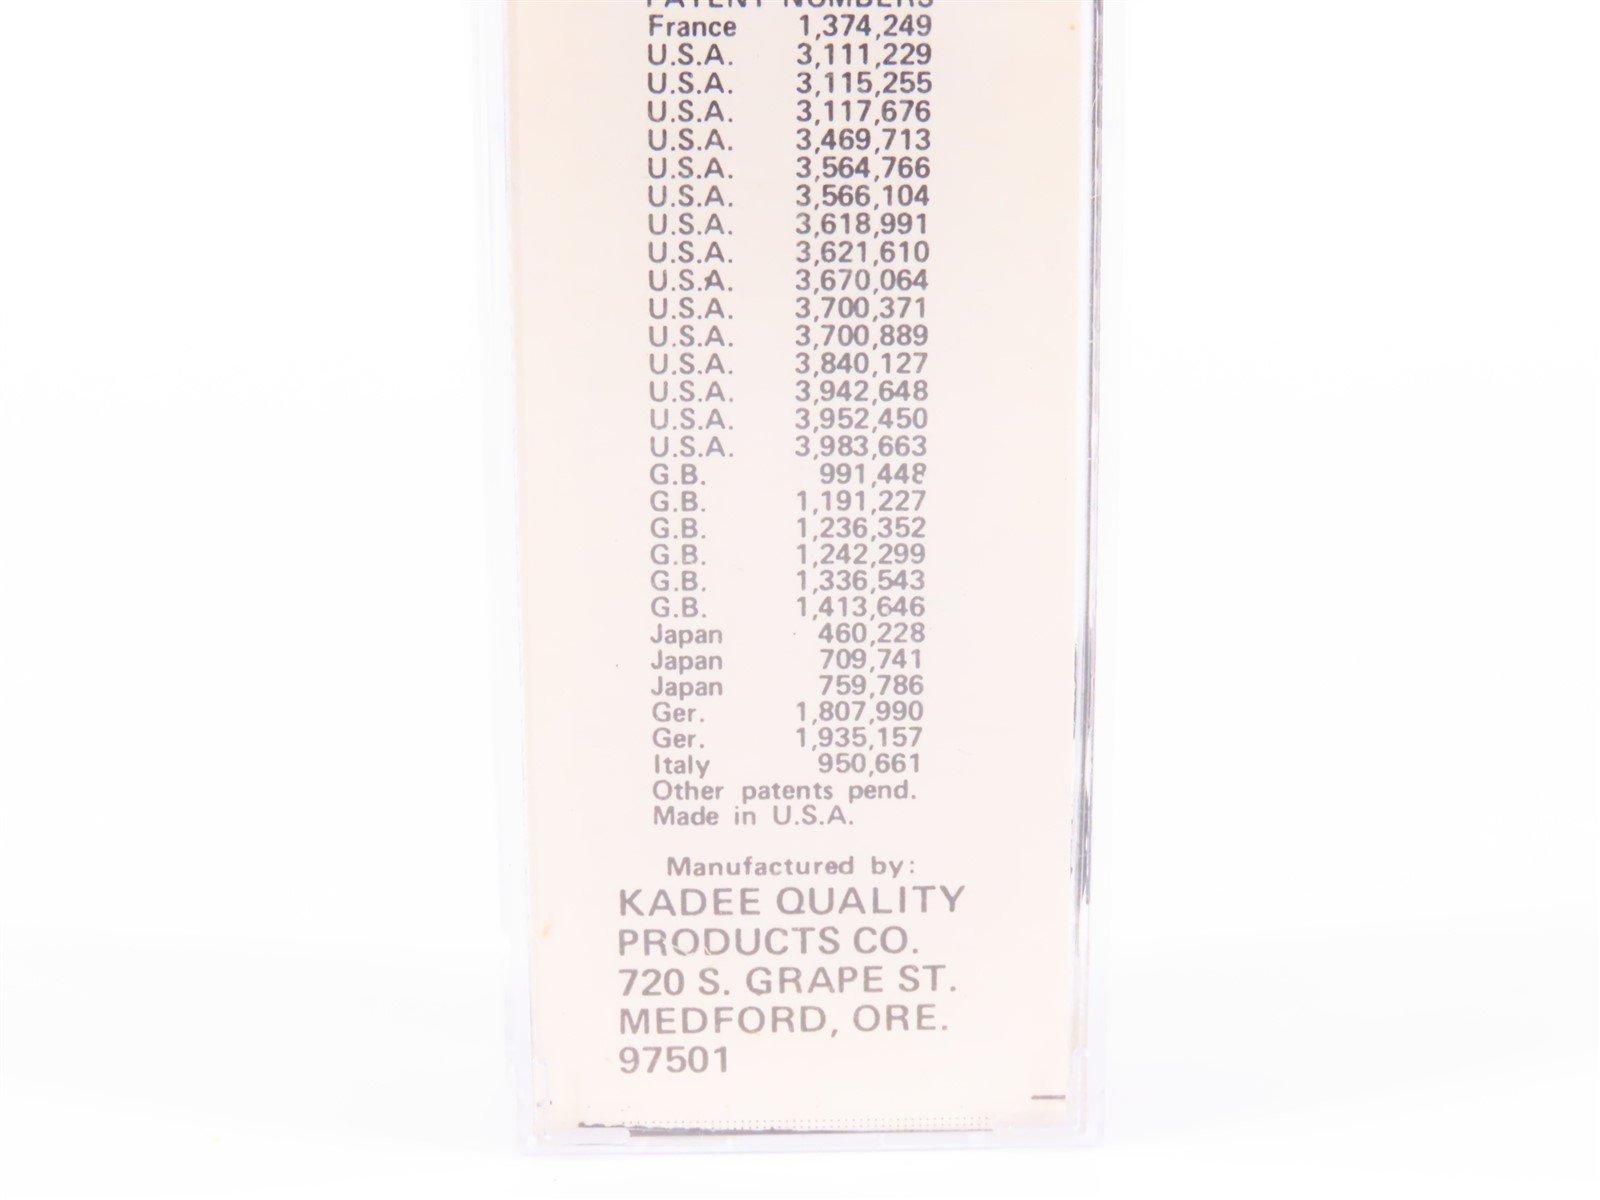 PATENT NUMBERS
France 1,374,249
U.S.A. 3,111,229
U.S.A. 3,115,255
U.S.A. 3,117,676
U.S.A. 3,469,713
U.S.A. 3,564,766
U.S.A. 3,566,104
U.S.A. 3,618,991
U.S.A. 3,621,610
U.S.A. 3,670,064
U.S.A. 3,700,371
U.S.A. 3,700,889
U.S.A. 3,840,127
U.S.A. 3,942,648
U.S.A. 3,952,450
U.S.A. 3,983,663
G.B. 991,448
G.B. 1,191,227
G.B. 1,236,352
G.B. 1,242,299
G.B. 1,336,543
G.B. 1,413,646
Japan 460,228
Japan 709,741
Japan 759,786
Ger. 1,807,990
Ger. 1,935,157
Italy 950,661
Other patents pend.
Made in U.S.A.
Manufactured by:
KADEE QUALITY
PRODUCTS CO.
720 S. GRAPE ST.
MEDFORD, ORE.
97501